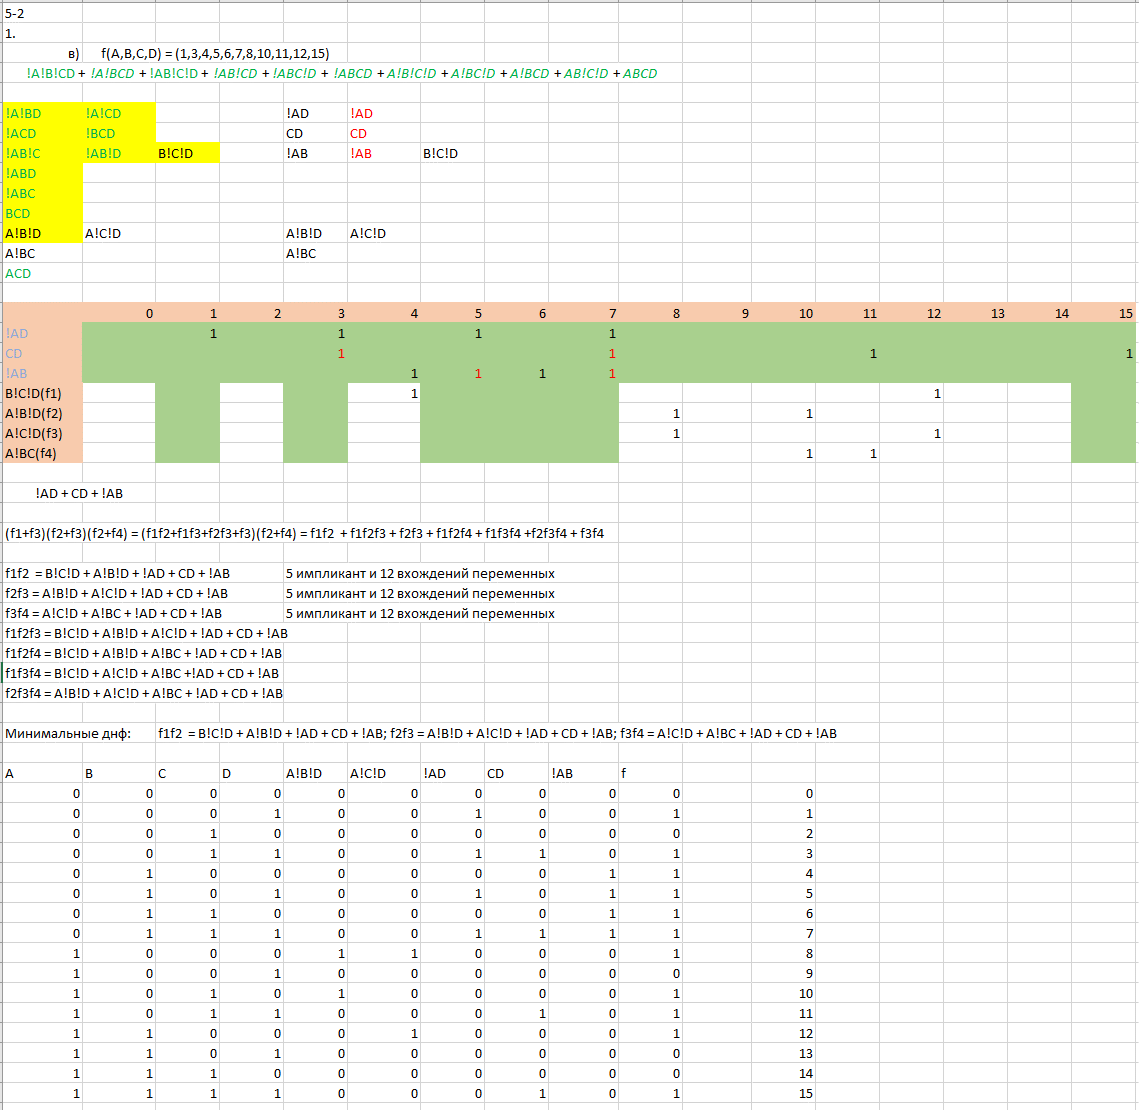 5-2
1.
в) f(A,B,C,D) = (1,3,4,5,6,7,8,10,11,12,15)
!A!B!CD + !A!BCD + !AB!C!D + !AB!CD + !ABC!D + !ABCD + A!B!C!D + A!BC!D + A!BCD + AB!C!D + ABCD
!A!BD !A!CD !AD !AD
!ACD !BCD CD CD
!AB!C !AB!D B!C!D !AB !AB B!C!D
!ABD
!ABC
BCD
A!B!D A!C!D A!B!D A!C!D
A!BC A!BC
ACD
0 1 2 3 4 5 6 7 8 9 10 11 12 13 14 15
!AD 1 1 1 1
CD 1 1 1 1
!AB 1 1 1 1
B!C!D(f1) 1 1
A!B!D(f2) 1 1
A!C!D(f3) 1 1
A!BC(f4) 1 1
!AD + CD + !AB
(f1+f3)(f2+f3)(f2+f4) = (f1f2+f1f3+f2f3+f3)(f2+f4) = f1f2 + f1f2f3 + f2f3 + f1f2f4 + f1f3f4 +f2f3f4 + f3f4
f1f2 = B!C!D + A!B!D + !AD + CD + !AB 5 импликант и 12 вхождений переменных
f2f3 = A!B!D + A!C!D + !AD + CD + !AB 5 импликант и 12 вхождений переменных
f3f4 = A!C!D + A!BC + !AD + CD + !AB 5 импликант и 12 вхождений переменных
f1f2f3 = B!C!D + A!B!D + A!C!D + !AD + CD + !AB
f1f2f4 = B!C!D + A!B!D + A!BC + !AD + CD + !AB
f1f3f4 = B!C!D + A!C!D + A!BC +!AD + CD + !AB
f2f3f4 = A!B!D + A!C!D + A!BC + !AD + CD + !AB
Минимальные днф: f1f2 = B!C!D + A!B!D + !AD + CD + !AB; f2f3 = A!B!D + A!C!D + !AD + CD + !AB; f3f4 = A!C!D + A!BC + !AD + CD + !AB
A B C D A!B!D A!C!D !AD CD !AB f
0 0 0 0 0 0 0 0 0 0 0
0 0 0 1 0 0 1 0 0 1 1
0 0 1 0 0 0 0 0 0 0 2
0 0 1 1 0 0 1 1 0 1 3
0 1 0 0 0 0 0 0 1 1 4
0 1 0 1 0 0 1 0 1 1 5
0 1 1 0 0 0 0 0 1 1 6
0 1 1 1 0 0 1 1 1 1 7
1 0 0 0 1 1 0 0 0 1 8
1 0 0 1 0 0 0 0 0 0 9
1 0 1 0 1 0 0 0 0 1 10
1 0 1 1 0 0 0 1 0 1 11
1 1 0 0 0 1 0 0 0 1 12
1 1 0 1 0 0 0 0 0 0 13
1 1 1 0 0 0 0 0 0 0 14
1 1 1 1 0 0 0 1 0 1 15